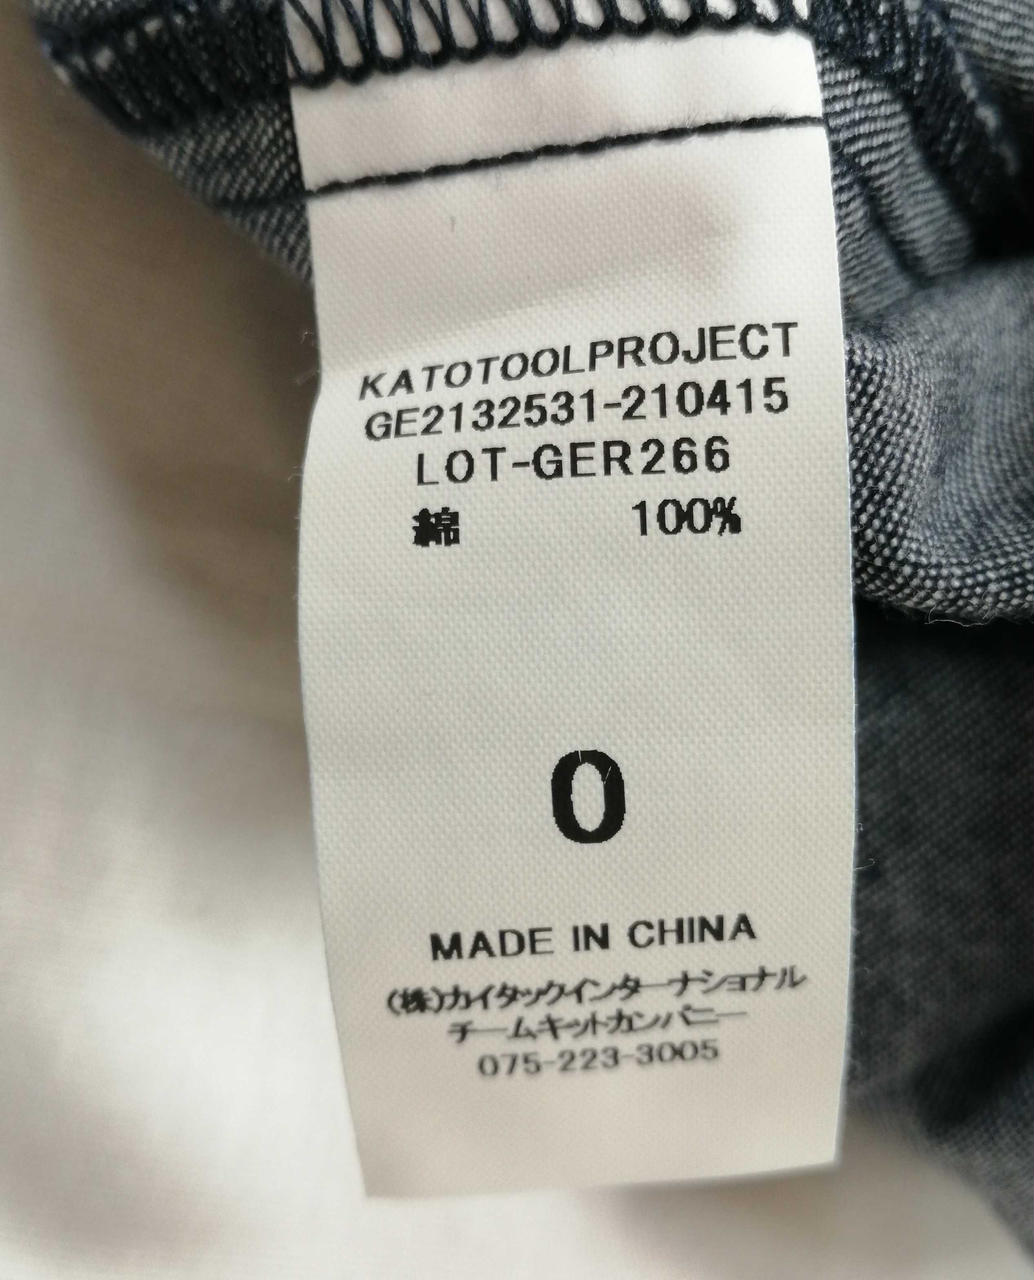 KATOTOOLPROJECT
GE2132531-210415
LOT-GER266
綿 100%
0
MADE IN CHINA
(株)カイタックインターナショナル
チームキットカンパニー
075-223-3005